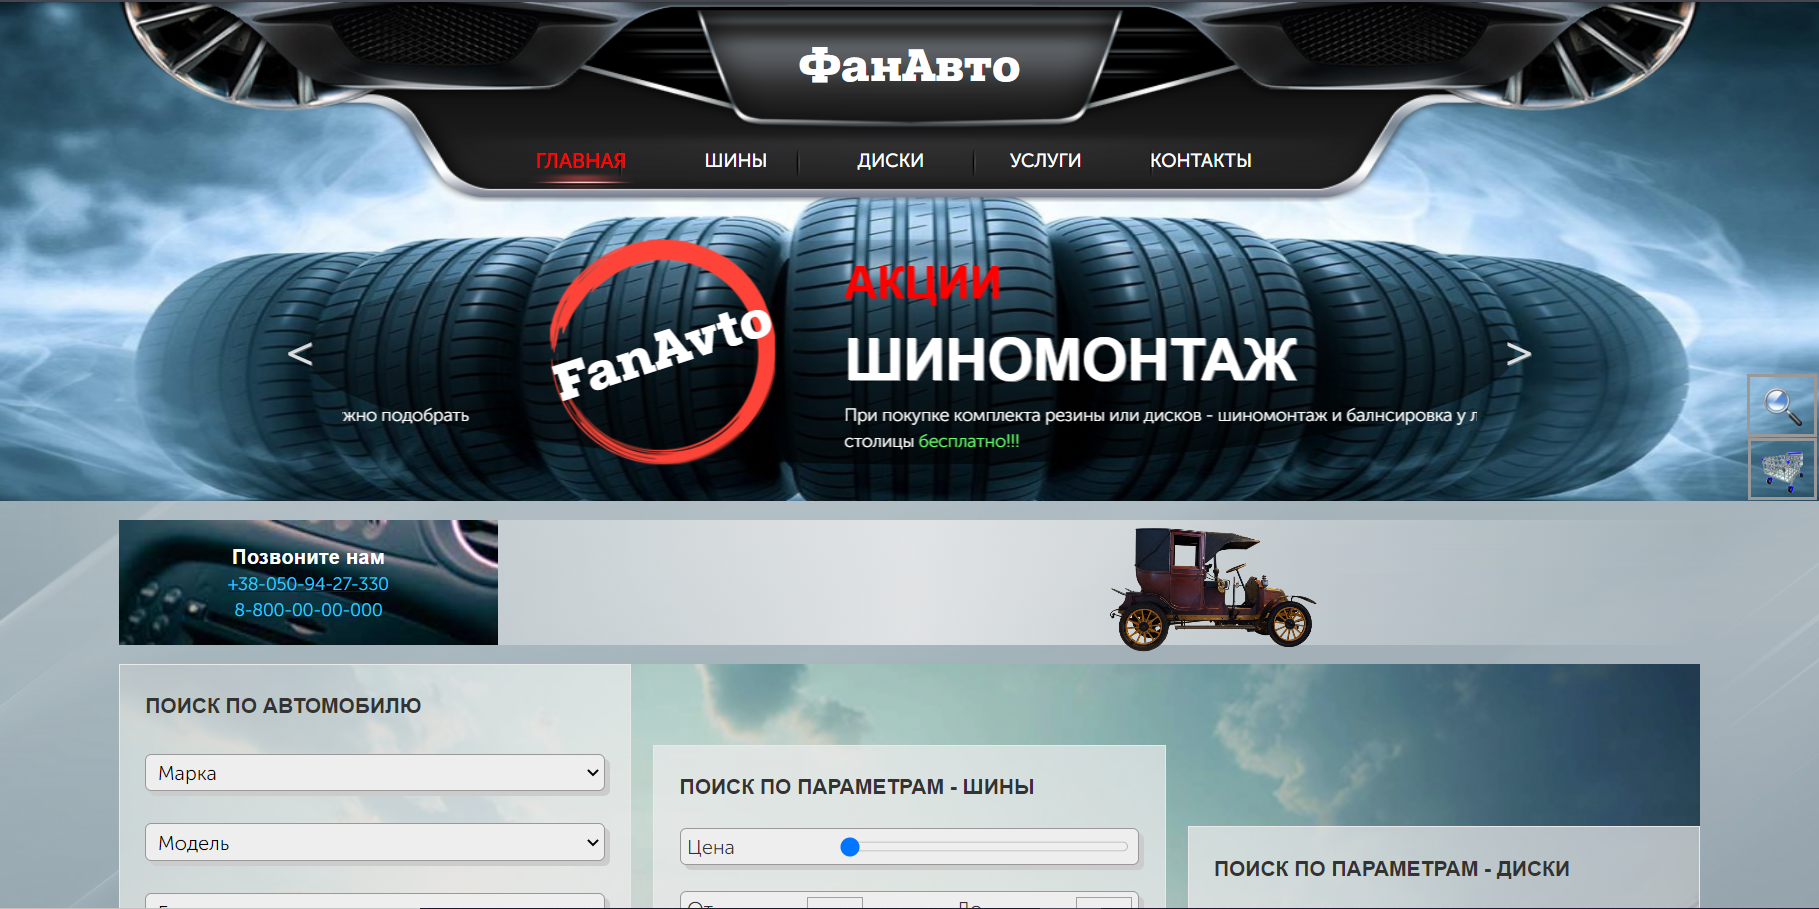 ФанАвто
ГЛАВНАЯ
ШИНЫ
ДИСКИ
УСЛУГИ
КОНТАКТЫ
FanAvto
АКЦИИ
ШИНОМОНТАЖ
<
>
жно подобрать
При покупке комплекта резины или дисков - шиномонтаж и балнсировка у
столицы бесплатно!!!
Позвоните нам
+38-050-94-27-330
8-800-00-00-000
ПОИСК ПО АВТОМОБИЛЮ
Марка
Модель
ПОИСК ПО ПАРАМЕТРАМ - ШИНЫ
Цена
ПОИСК ПО ПАРАМЕТРАМ - ДИСКИ